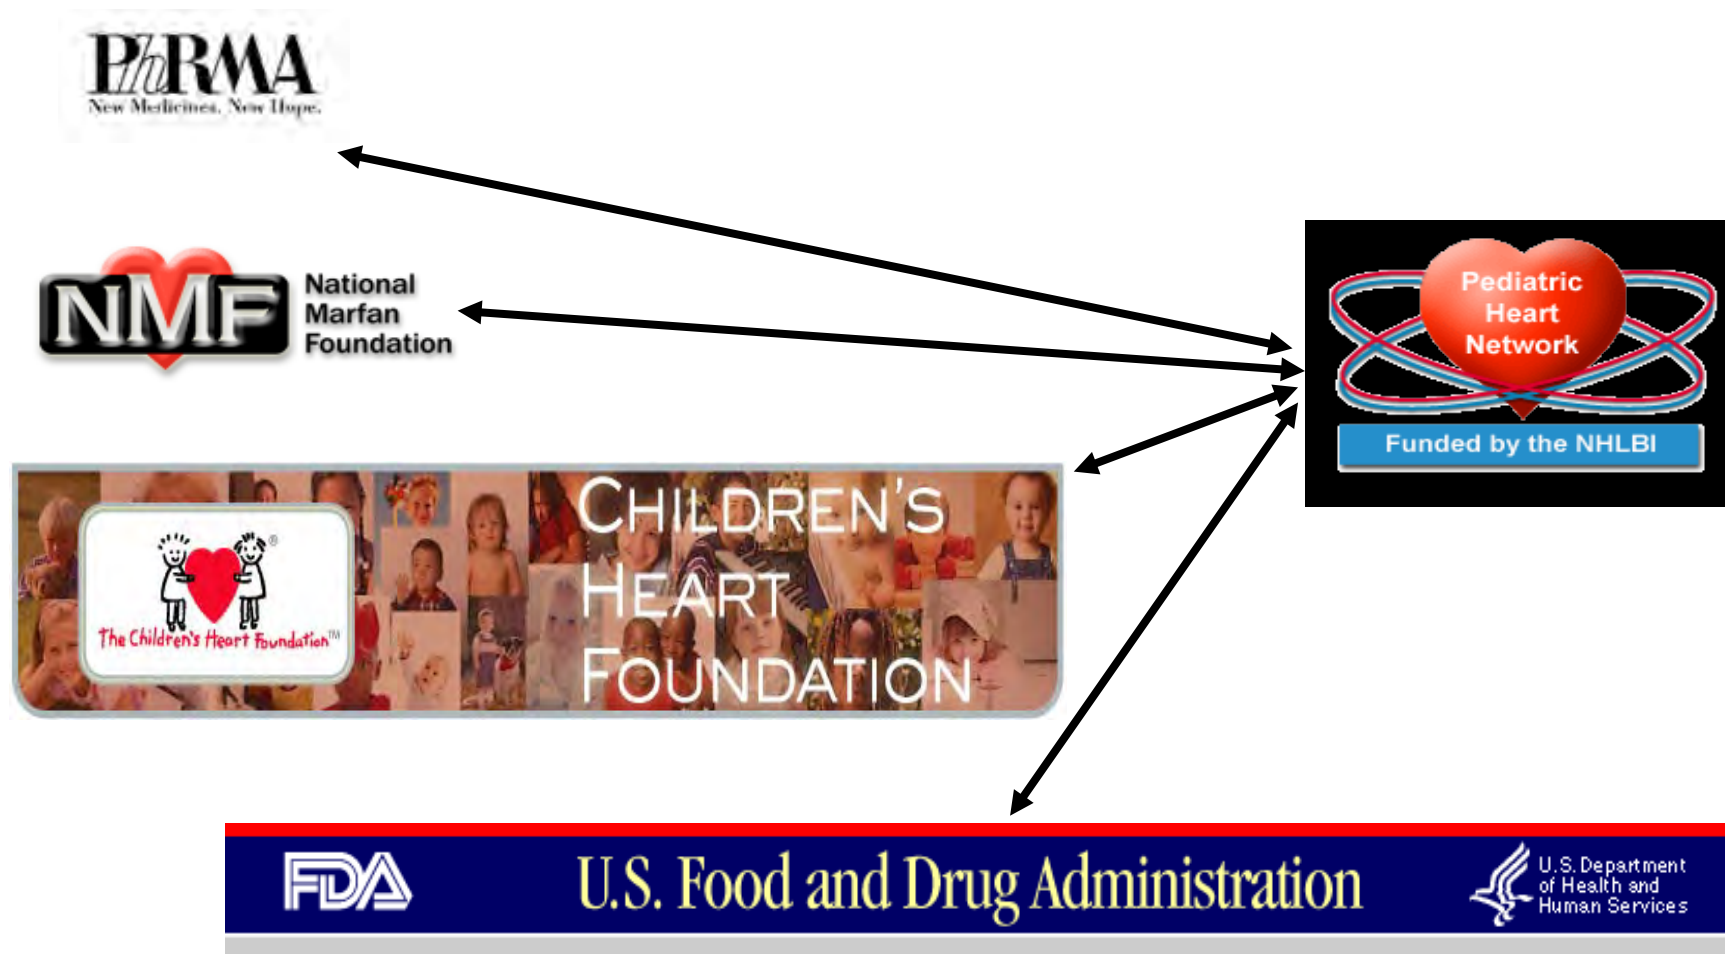 PhRMA
New Medicines. New Hope.
NMF
National
Marfan
Foundation
Pediatric
Heart
Network
Funded by the NHLBI
®
The Children's Heart Foundation™
CHILDREN'S
HEART
FOUNDATION
FDA
U.S. Food and Drug Administration
U.S. Department
of Health and
Human Services